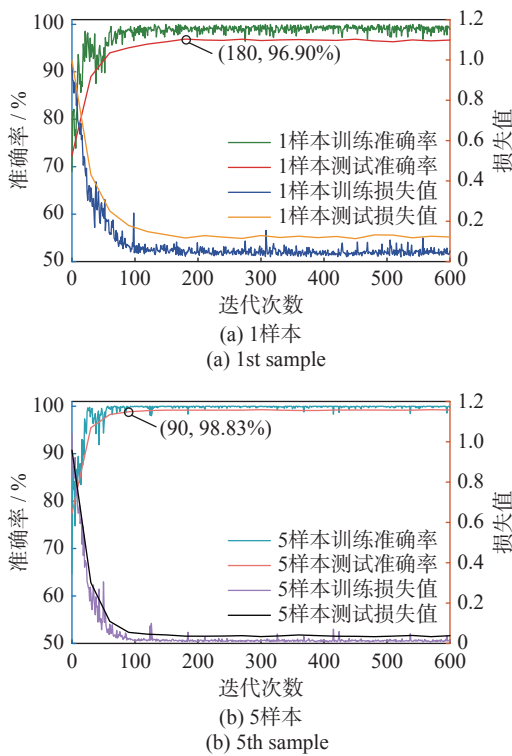 100
90
80
70
60
50
准确率 / %
(180, 96.90%)
1样本训练准确率
1样本测试准确率
1样本训练损失值
1样本测试损失值
1.2
1.0
0.8
0.6
0.4
0.2
0
损失值
0 100 200 300 400 500 600
迭代次数
(a) 1样本
(a) 1st sample
100
90
80
70
60
50
准确率 / %
(90, 98.83%)
5样本训练准确率
5样本测试准确率
5样本训练损失值
5样本测试损失值
1.2
1.0
0.8
0.6
0.4
0.2
0
损失值
0 100 200 300 400 500 600
迭代次数
(b) 5样本
(b) 5th sample